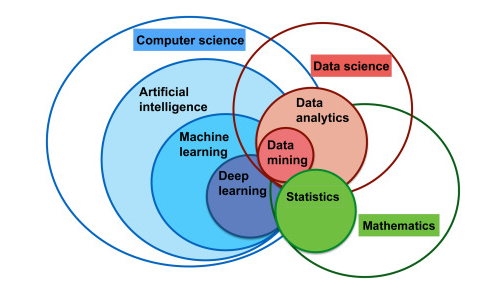 Computer science
Data science
Artificial
intelligence
Data
analytics
Machine
learning
Data
mining
Deep
learning
Statistics
Mathematics